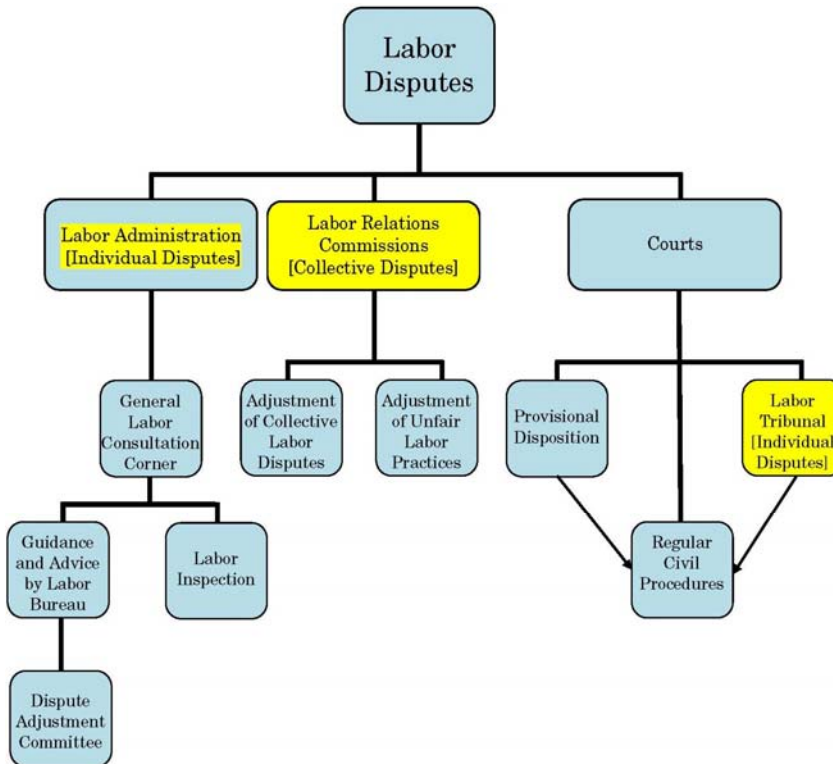 Labor
Disputes
Labor Administration
[Individual Disputes]
Labor Relations
Commissions
[Collective Disputes]
Courts
General
Labor
Consultation
Corner
Adjustment
of Collective
Labor
Disputes
Adjustment
of Unfair
Labor
Practices
Provisional
Disposition
Labor
Tribunal
[Individual
Disputes]
Guidance
and Advice
by Labor
Bureau
Labor
Inspection
Regular
Civil
Procedures
Dispute
Adjustment
Committee